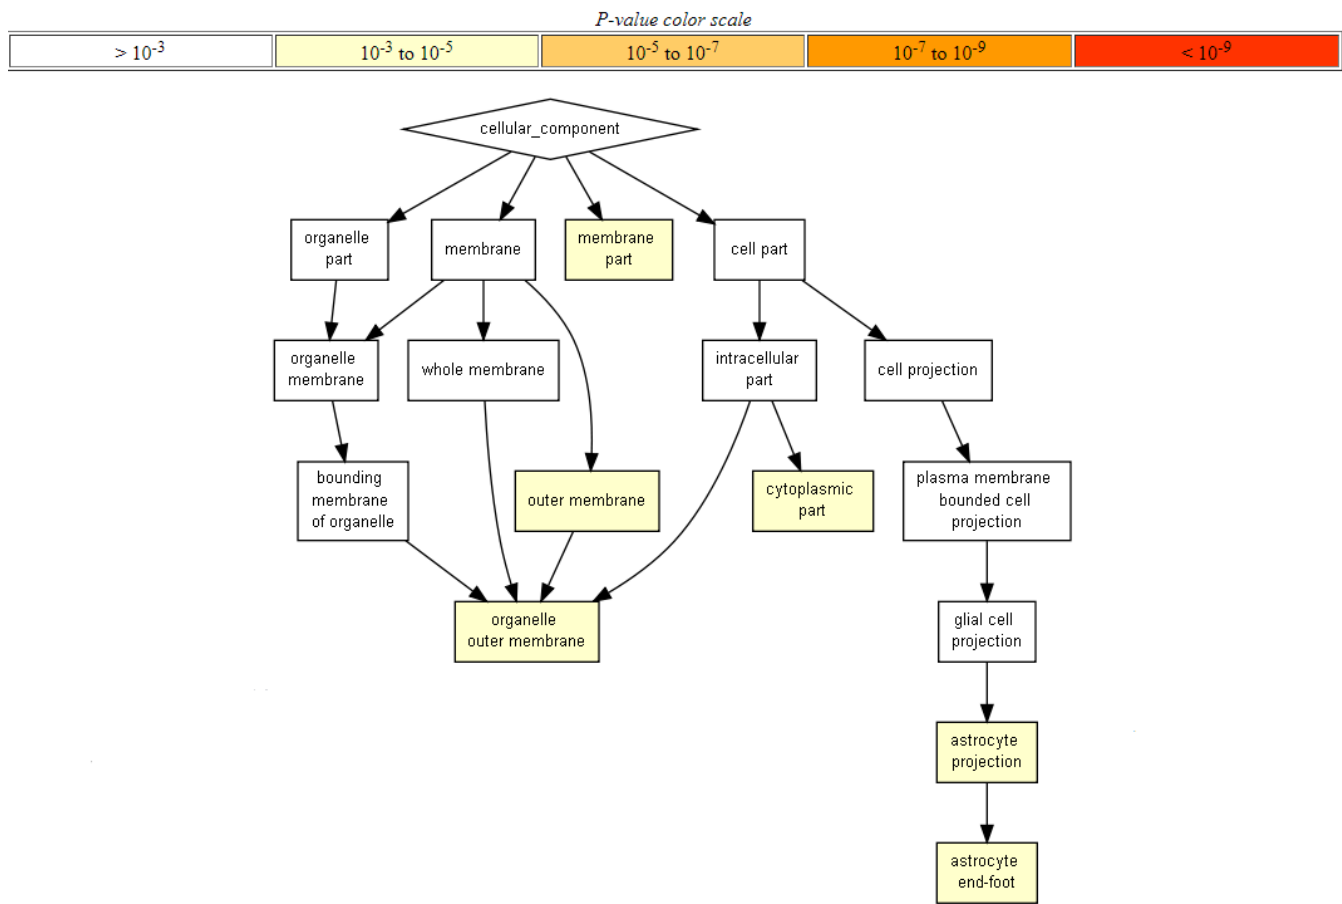 P-value color scale
> 10^-3
10^-3 to 10^-5
10^-5 to 10^-7
10^-7 to 10^-9
< 10^-9
cellular_component
organelle
part
membrane
membrane
part
cell part
organelle
membrane
whole membrane
intracellular
part
cell projection
bounding
membrane
of organelle
outer membrane
cytoplasmic
part
plasma membrane
bounded cell
projection
organelle
outer membrane
glial cell
projection
astrocyte
projection
astrocyte
end-foot